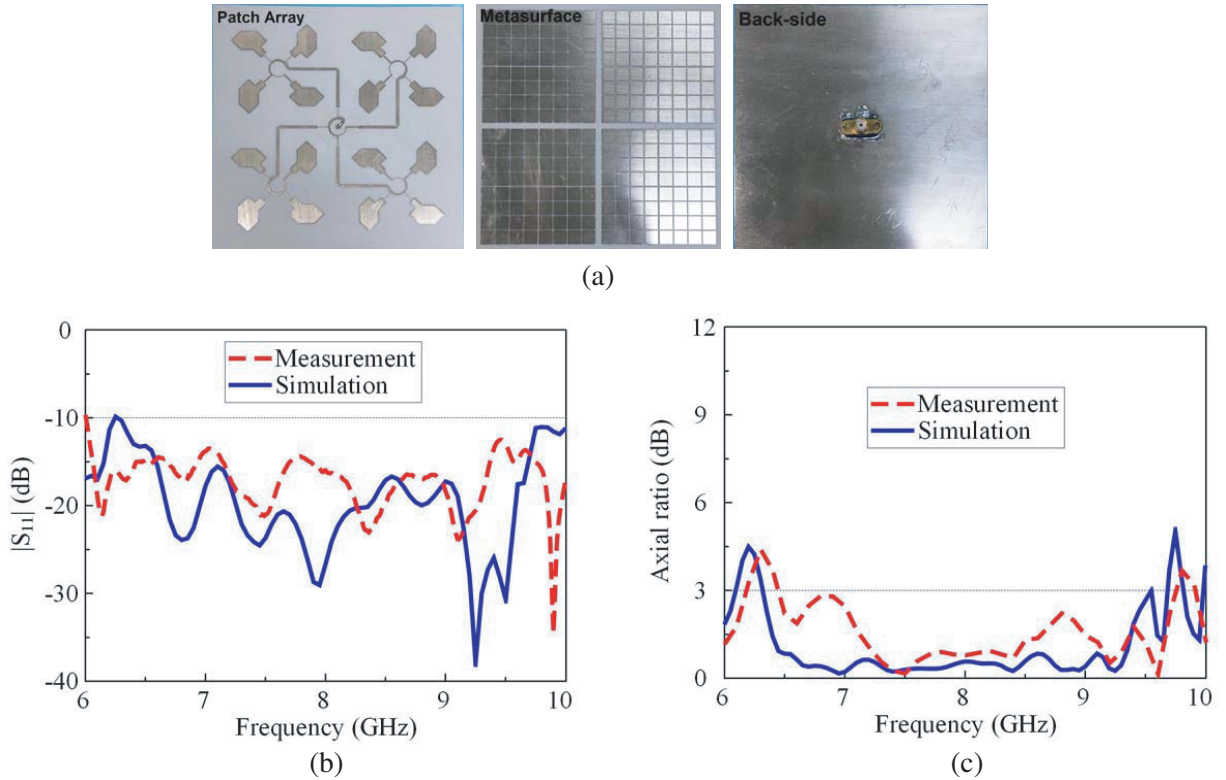 Patch Array
Metasurface
Back-side
(a)
0
-10
-20
-30
-40
|S11| (dB)
Measurement
Simulation
6
7
8
9
10
Frequency (GHz)
(b)
12
9
6
3
0
Axial ratio (dB)
Measurement
Simulation
6
7
8
9
10
Frequency (GHz)
(c)